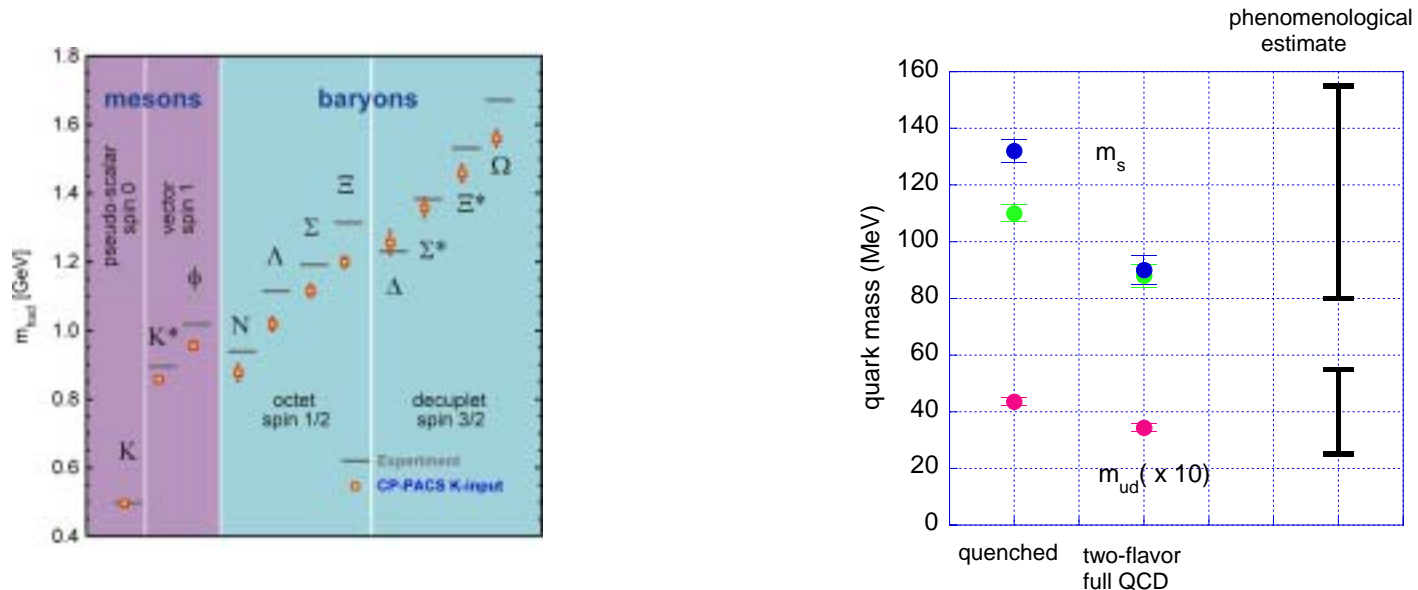 1.8
1.6
1.4
1.2
1.0
0.8
0.6
0.4
m_had [GeV]
mesons
baryons
pseudo-scalar
spin 0
vector
spin 1
K
K*
ϕ
N
Λ
Σ
Ξ
Δ
Σ*
Ξ*
Ω
octet
spin 1/2
decuplet
spin 3/2
Experiment
CP-PACS K-input
phenomenological
estimate
160
140
120
100
80
60
40
20
0
quark mass (MeV)
m_s
m_ud( x 10)
quenched
two-flavor
full QCD